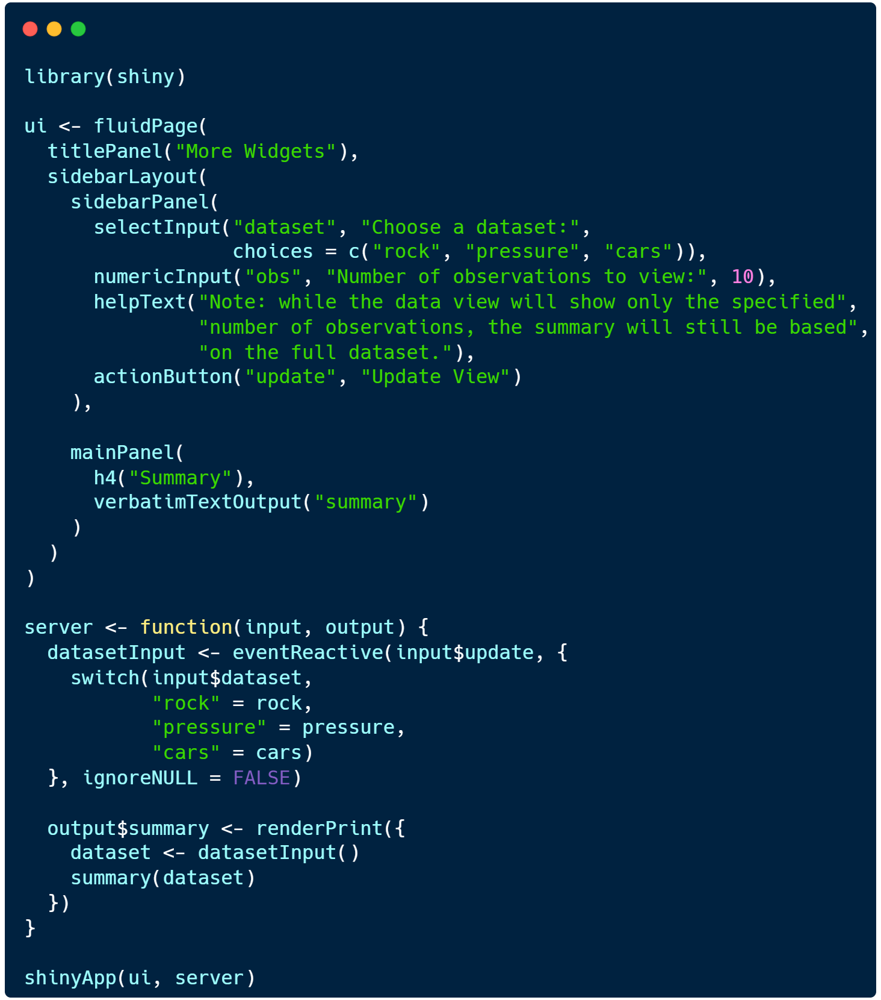 library(shiny)

ui <- fluidPage(
  titlePanel("More Widgets"),
  sidebarLayout(
    sidebarPanel(
      selectInput("dataset", "Choose a dataset:",
                  choices = c("rock", "pressure", "cars")),
      numericInput("obs", "Number of observations to view:", 10),
      helpText("Note: while the data view will show only the specified",
               "number of observations, the summary will still be based",
               "on the full dataset."),
      actionButton("update", "Update View")
    ),

    mainPanel(
      h4("Summary"),
      verbatimTextOutput("summary")
    )
  )
)

server <- function(input, output) {
  datasetInput <- eventReactive(input$update, {
    switch(input$dataset,
           "rock" = rock,
           "pressure" = pressure,
           "cars" = cars)
  }, ignoreNULL = FALSE)

  output$summary <- renderPrint({
    dataset <- datasetInput()
    summary(dataset)
  })
}

shinyApp(ui, server)